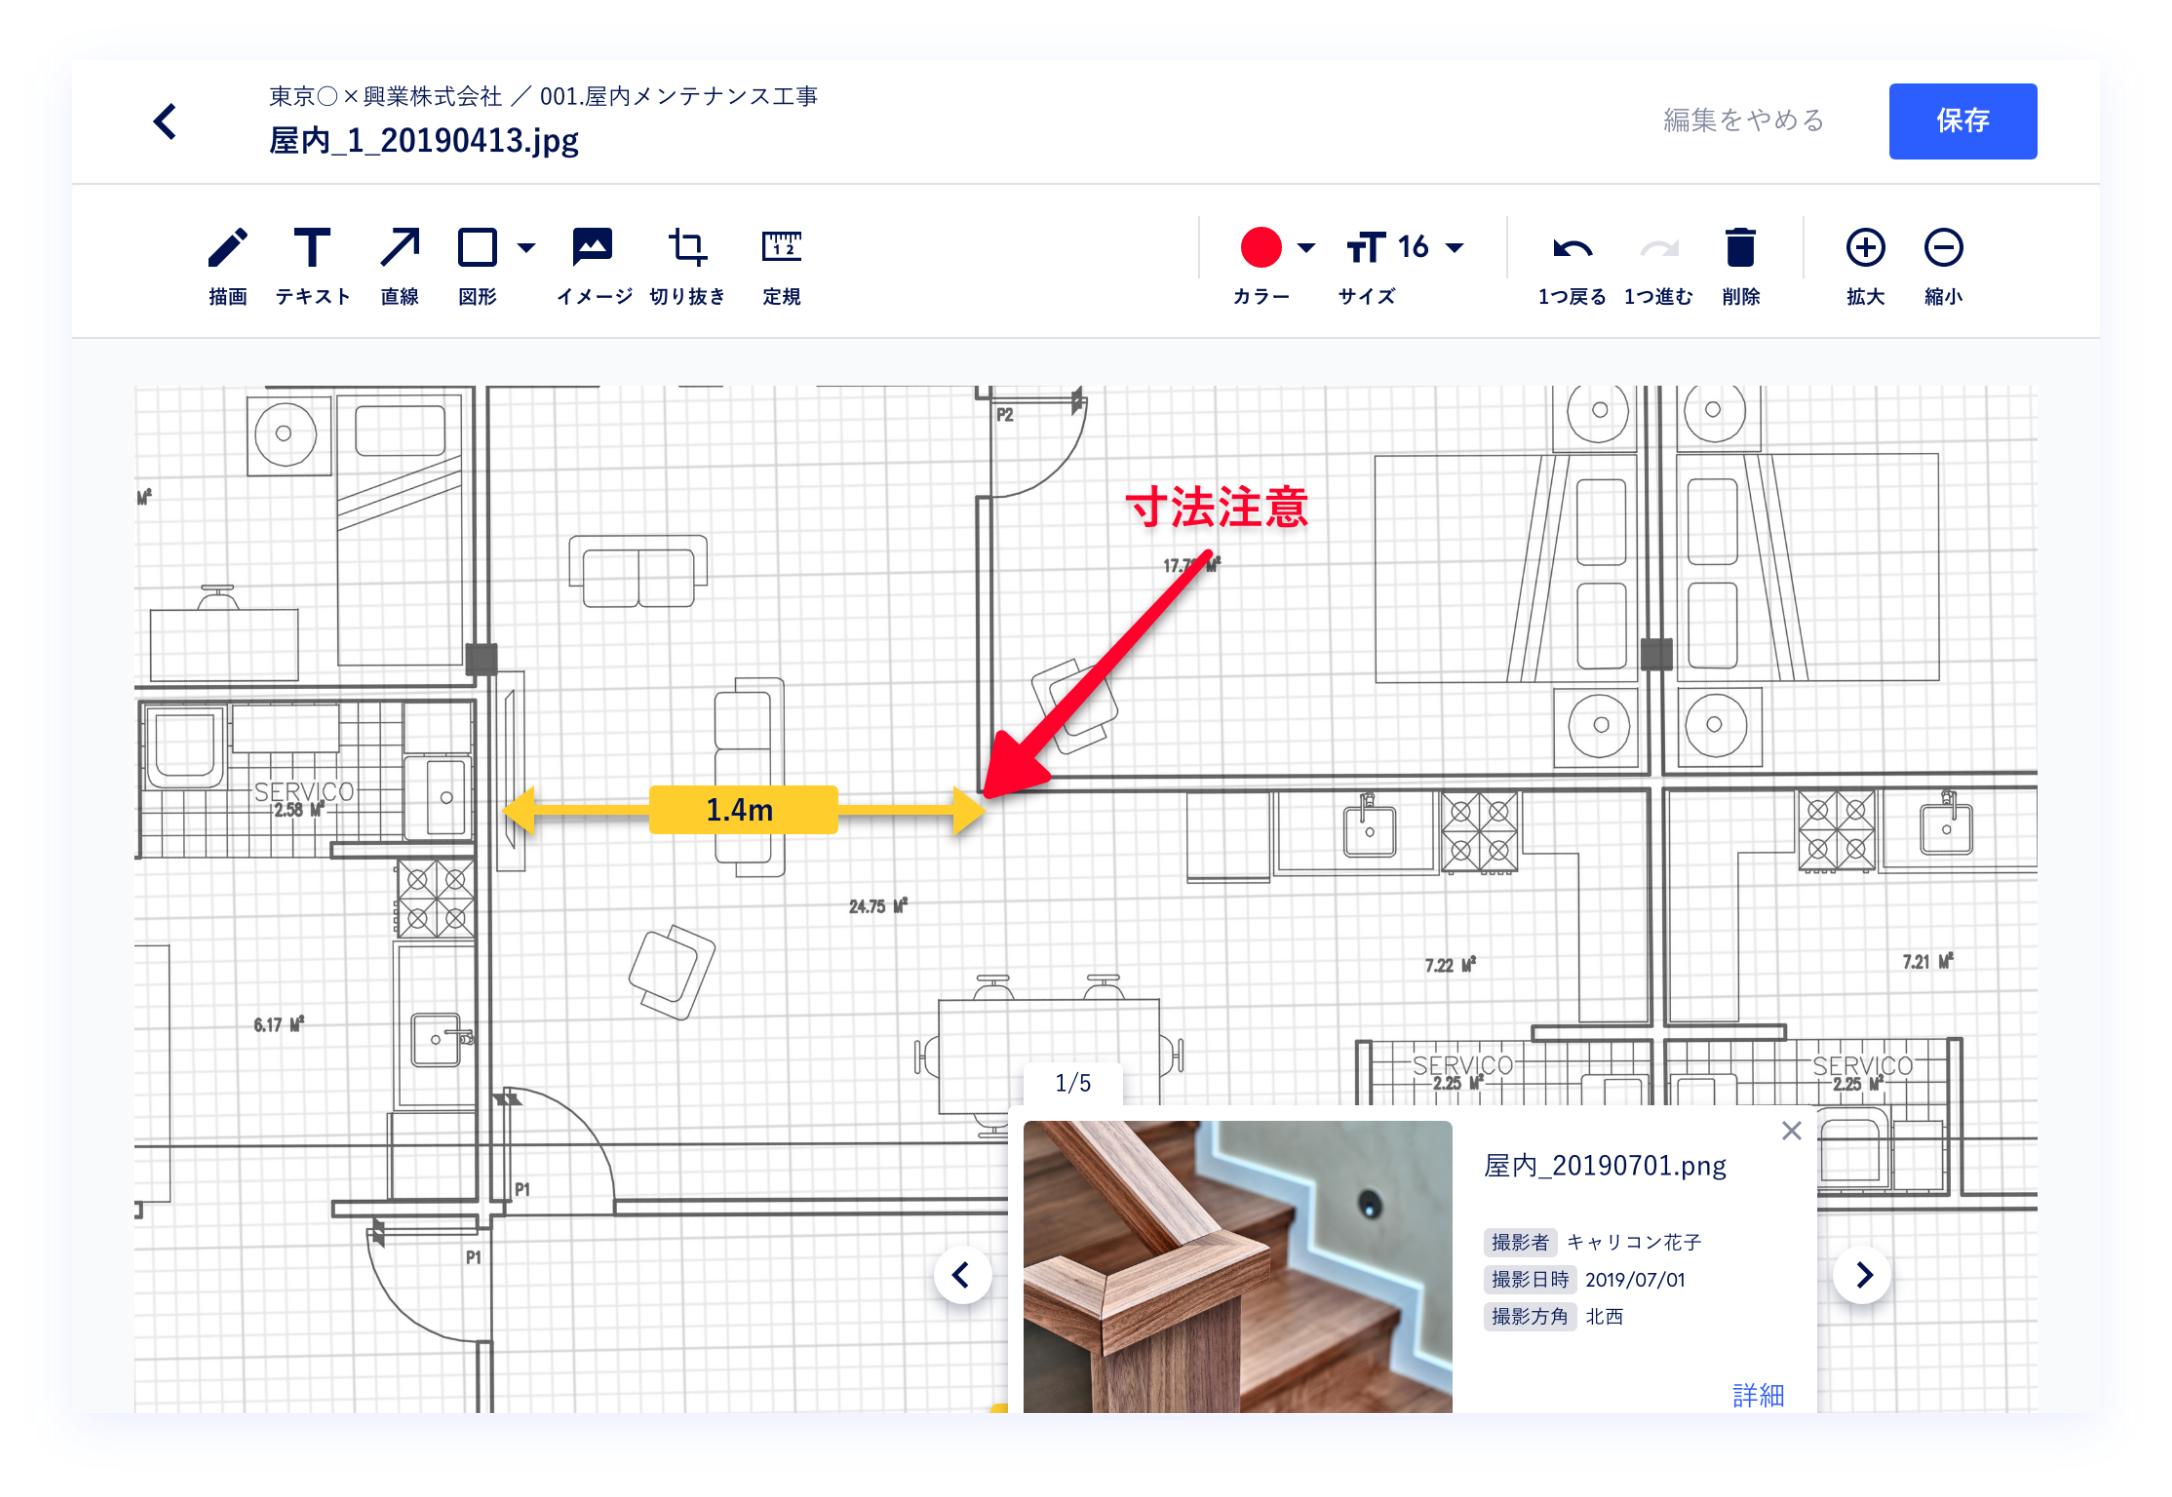 東京○×興業株式会社 ／ 001.屋内メンテナンス工事
屋内_1_20190413.jpg
編集をやめる
保存
描画
テキスト
直線
図形
イメージ
切り抜き
定規
16
カラー
サイズ
1つ戻る
1つ進む
削除
拡大
縮小
P2
M²
寸法注意
SERVICO
2.58 M²
1.4m
24.75 M²
7.22 M²
7.21 M²
6.17 M²
SERVICO
2.25 M²
SERVICO
2.25 M²
1/5
P1
P1
屋内_20190701.png
撮影者 キャリコン花子
撮影日時 2019/07/01
撮影方角 北西
詳細